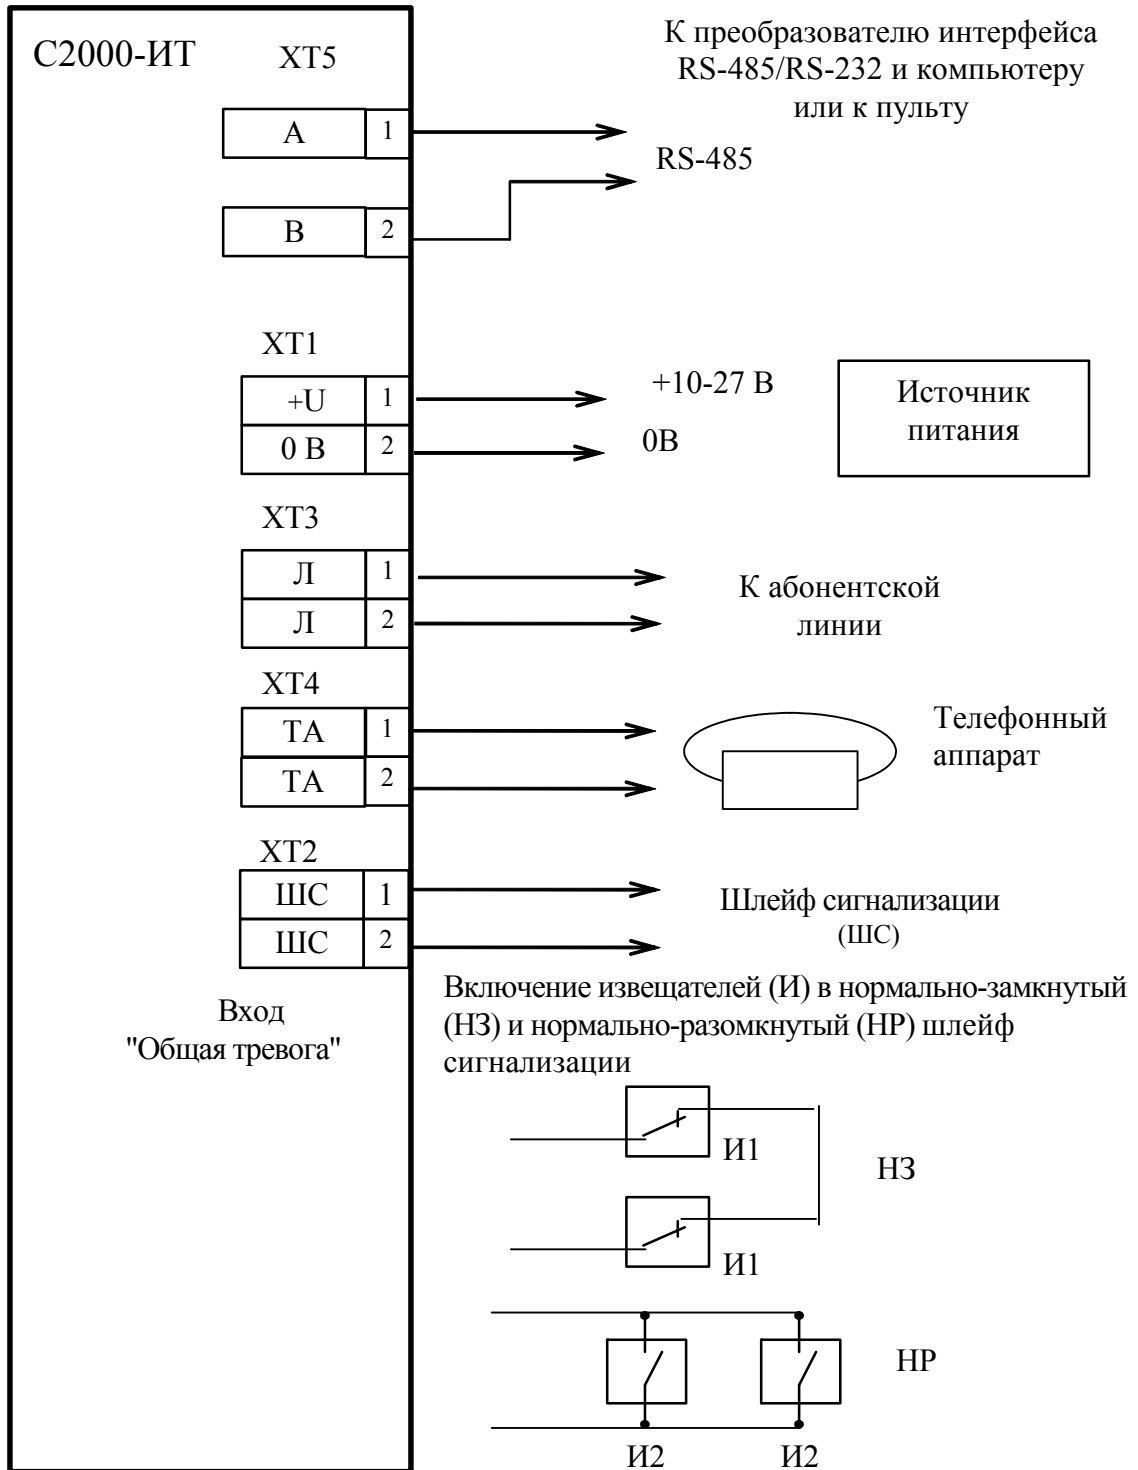 С2000-ИТ
ХТ5
К преобразователю интерфейса
RS-485/RS-232 и компьютеру
или к пульту
А 1
RS-485
В 2
ХТ1
+U 1
+10-27 В
Источник
питания
0 В 2
0В
ХТ3
Л 1
Л 2
К абонентской
линии
ХТ4
ТА 1
ТА 2
Телефонный
аппарат
ХТ2
ШС 1
ШС 2
Шлейф сигнализации
(ШС)
Вход
"Общая тревога"
Включение извещателей (И) в нормально-замкнутый
(НЗ) и нормально-разомкнутый (НР) шлейф
сигнализации
И1
НЗ
И1
НР
И2 И2